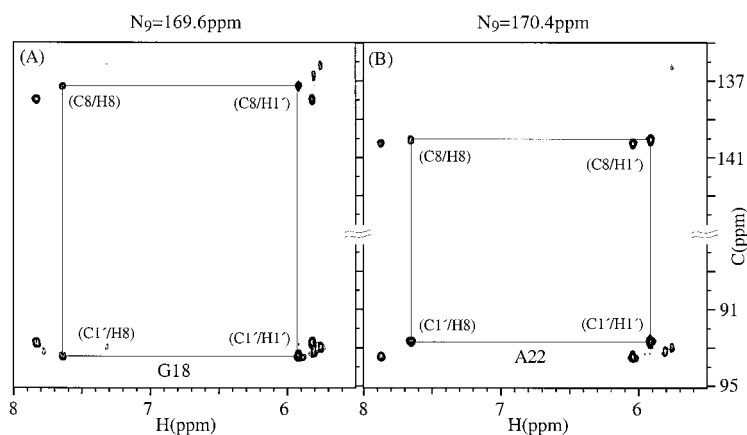 N9=169.6ppm
N9=170.4ppm
(A)
(C8/H8)
(C8/H1´)
(C1´/H8)
(C1´/H1´)
G18
(B)
(C8/H8)
(C8/H1´)
(C1´/H8)
(C1´/H1´)
A22
137
141
91
95
C(ppm)
8
7
6
H(ppm)
8
7
6
H(ppm)